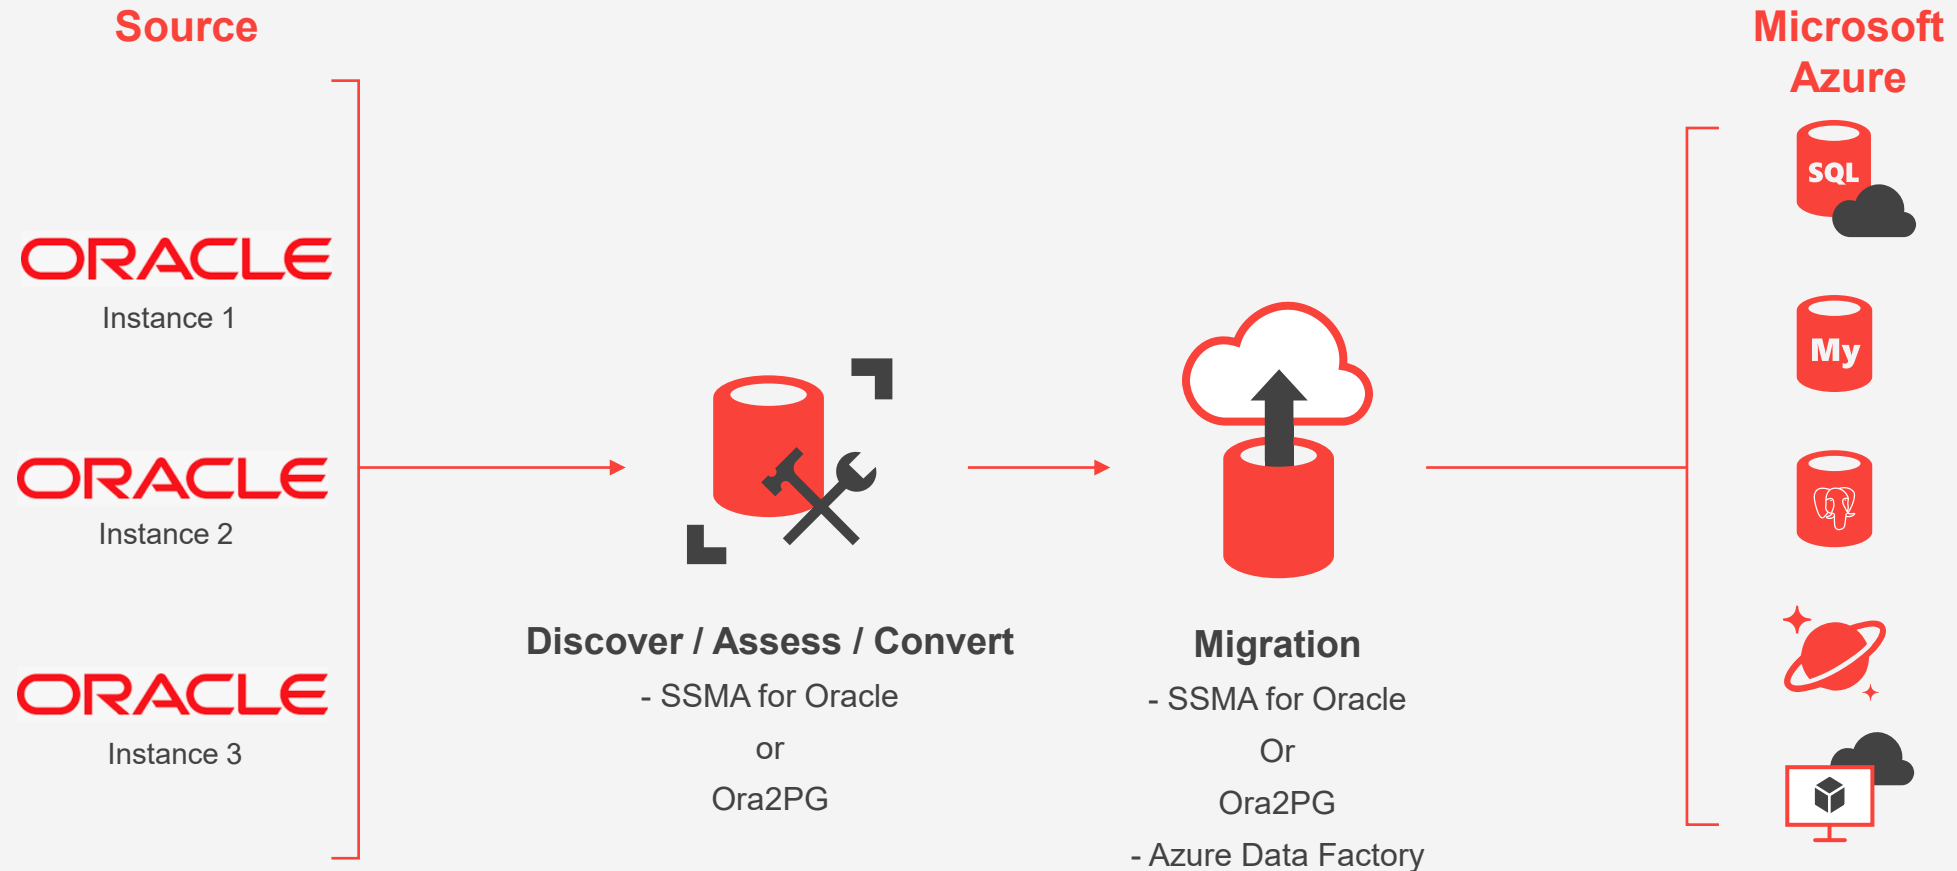 Source
Microsoft
Azure
ORACLE
Instance 1
ORACLE
Instance 2
ORACLE
Instance 3
Discover / Assess / Convert
- SSMA for Oracle
or
Ora2PG
Migration
- SSMA for Oracle
Or
Ora2PG
- Azure Data Factory
SQL
My